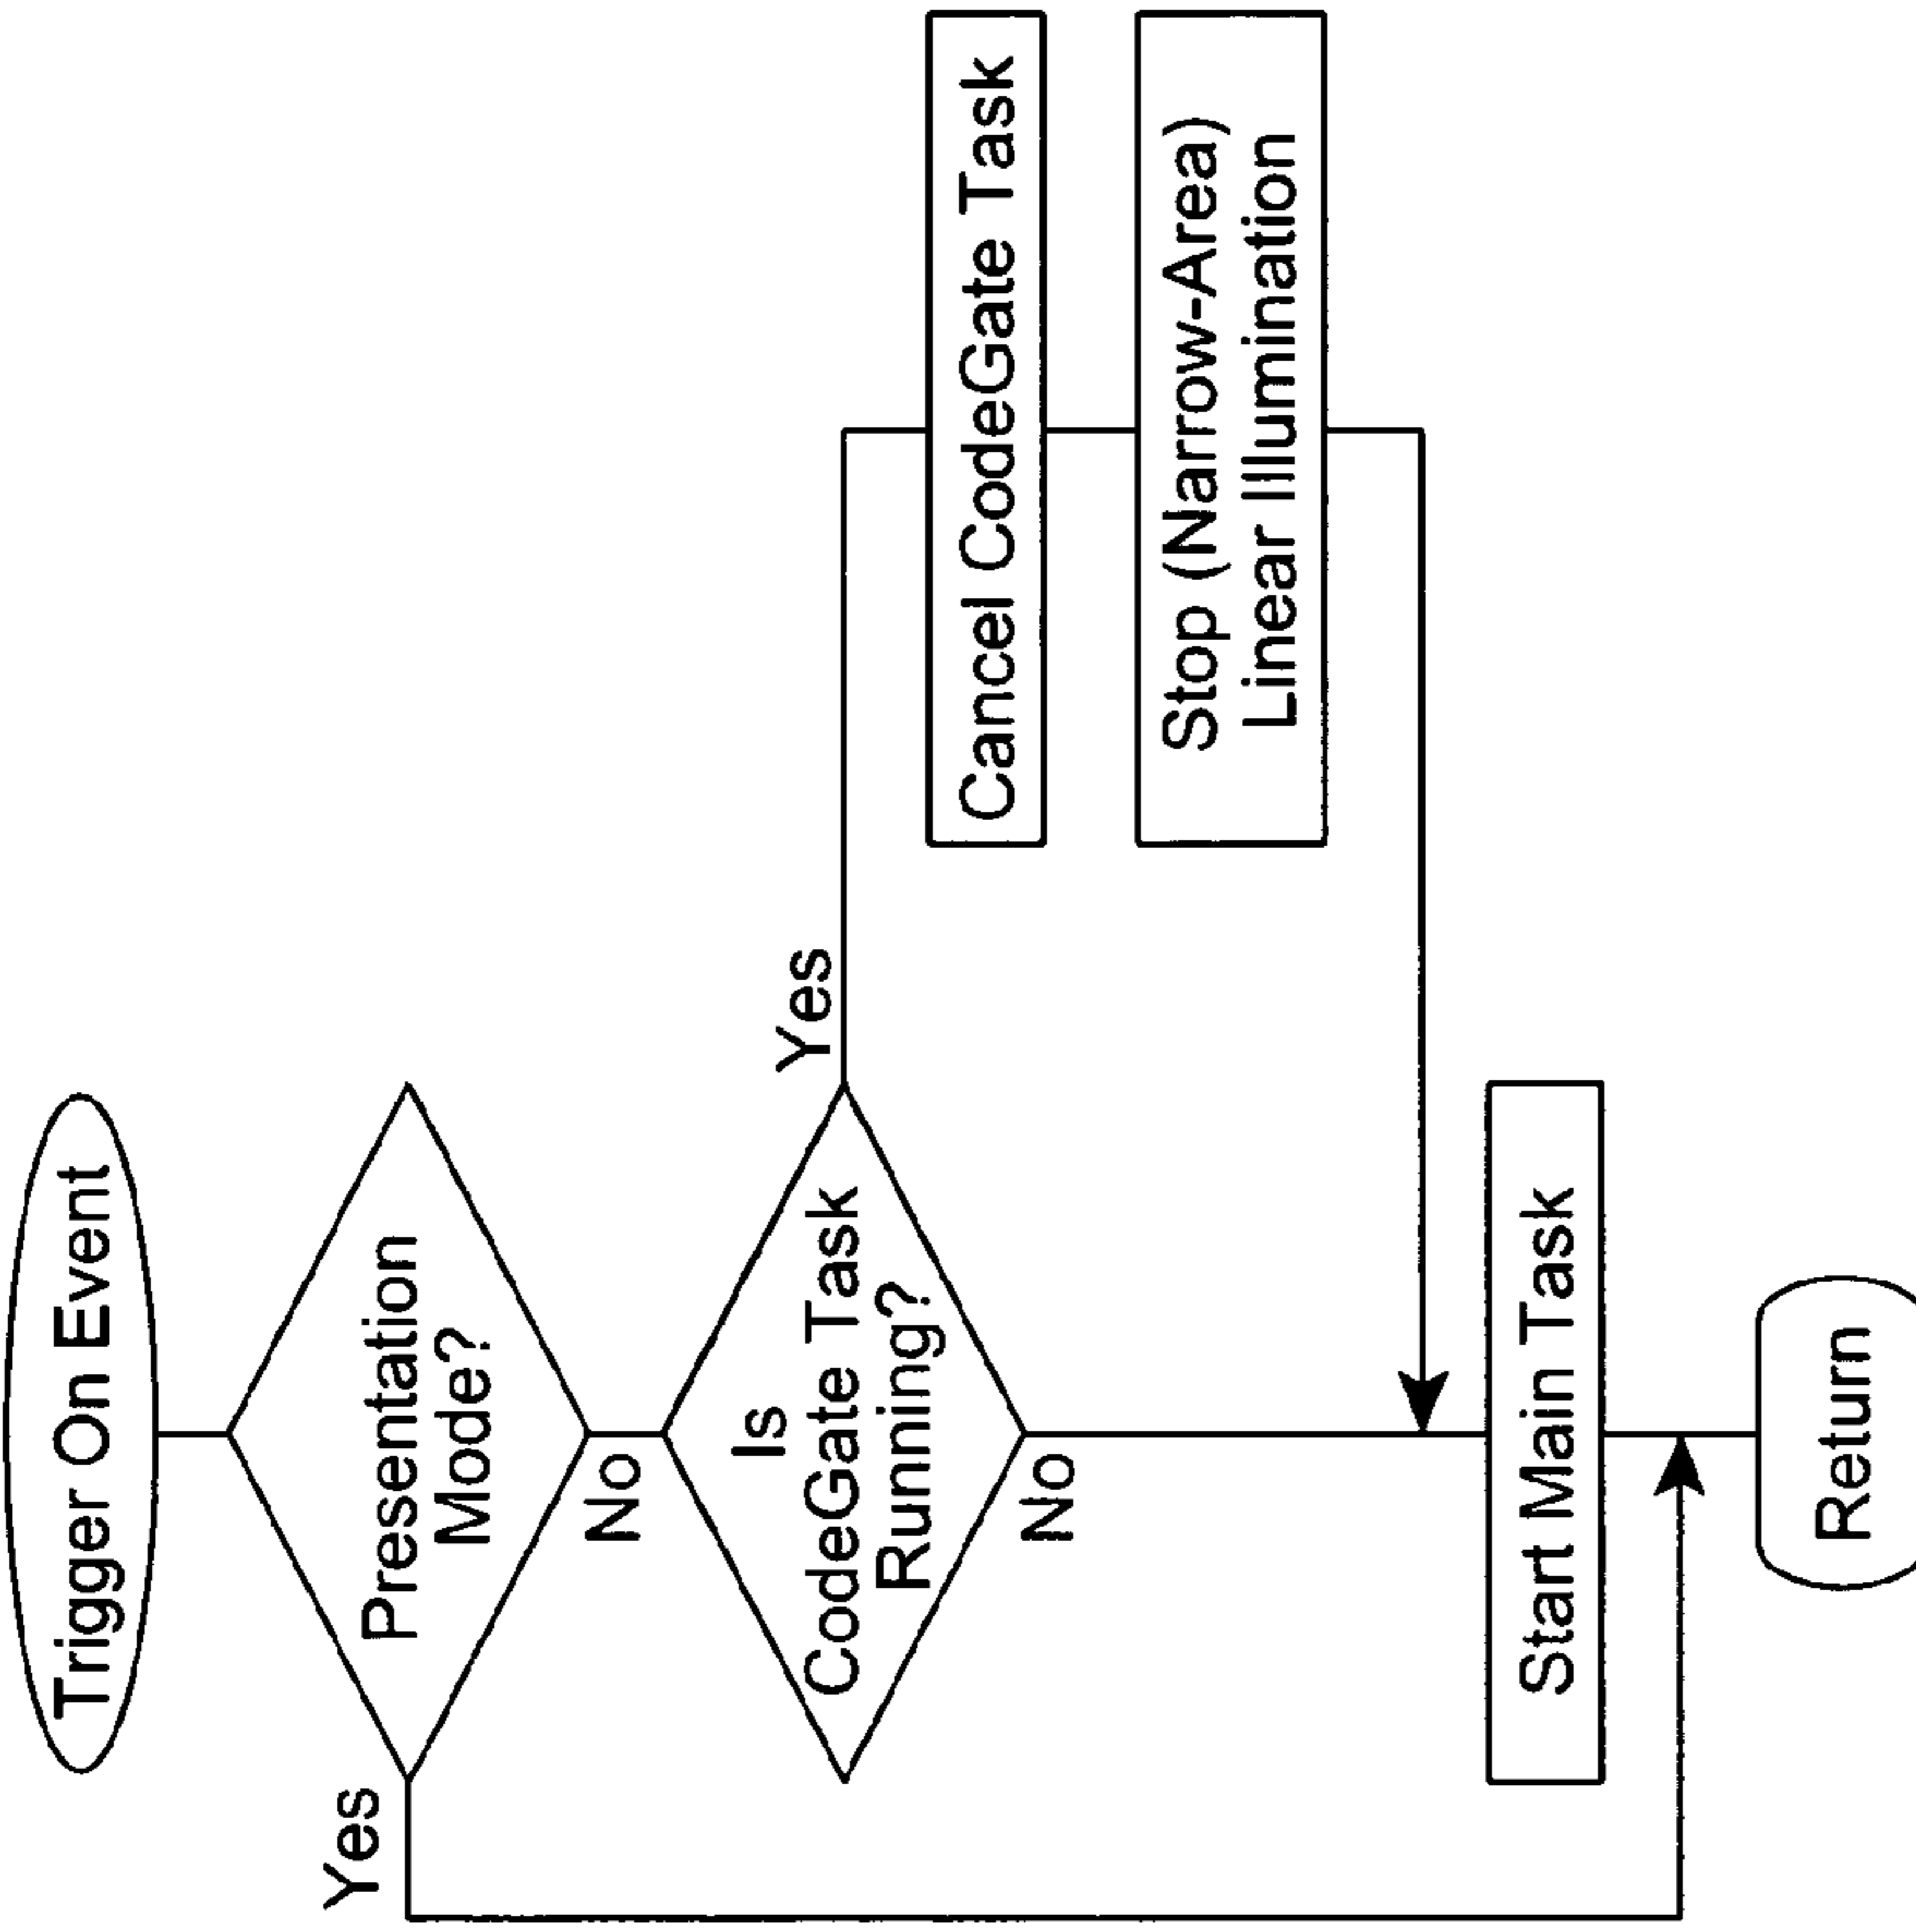 Trigger On Event
Yes
Presentation
Mode?
No
Is
CodeGate Task
Running?
Yes
No
Cancel CodeGate Task
Stop (Narrow-Area)
Linear Illumination
Start Main Task
Return